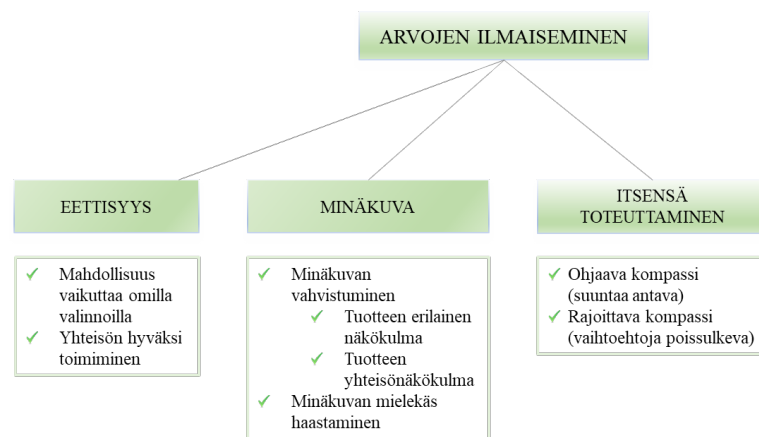 ARVOJEN ILMAISEMINEN
EETTISYYS
Mahdollisuus
vaikuttaa omilla
valinnoilla
Yhteisön hyväksi
toimiminen
MINÄKUVA
Minäkuvan
vahvistuminen
Tuotteen erilainen
näkökulma
Tuotteen
yhteisönäkökulma
Minäkuvan mielekäs
haastaminen
ITSENSÄ
TOTEUTTAMINEN
Ohjaava kompassi
(suuntaa antava)
Rajoittava kompassi
(vaihtoehtoja poissulkeva)